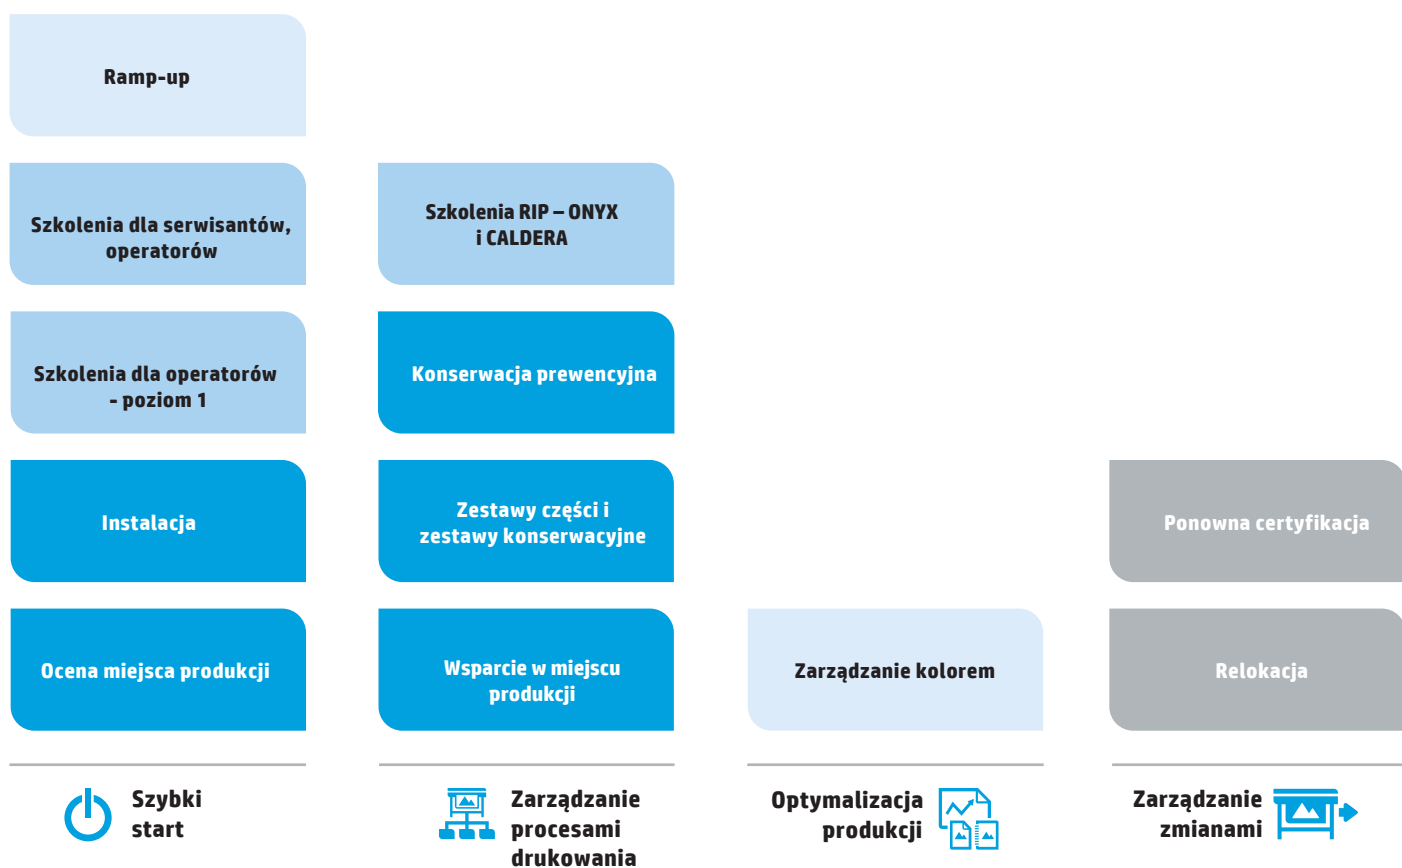 Ramp-up
Szkolenia dla serwisantów,
operatorów
Szkolenia RIP – ONYX
i CALDERA
Szkolenia dla operatorów
- poziom 1
Konserwacja prewencyjna
Instalacja
Zestawy części i
zestawy konserwacyjne
Ponowna certyfikacja
Ocena miejsca produkcji
Wsparcie w miejscu
produkcji
Zarządzanie kolorem
Relokacja
Szybki
start
Zarządzanie
procesami
drukowania
Optymalizacja
produkcji
Zarządzanie
zmianami